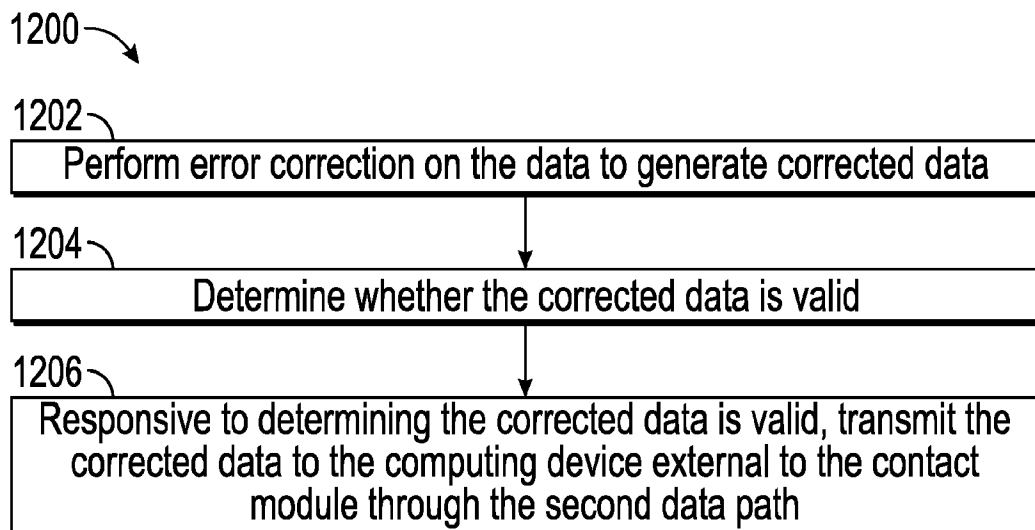 1200
1202
Perform error correction on the data to generate corrected data
1204
Determine whether the corrected data is valid
1206
Responsive to determining the corrected data is valid, transmit the
corrected data to the computing device external to the contact
module through the second data path